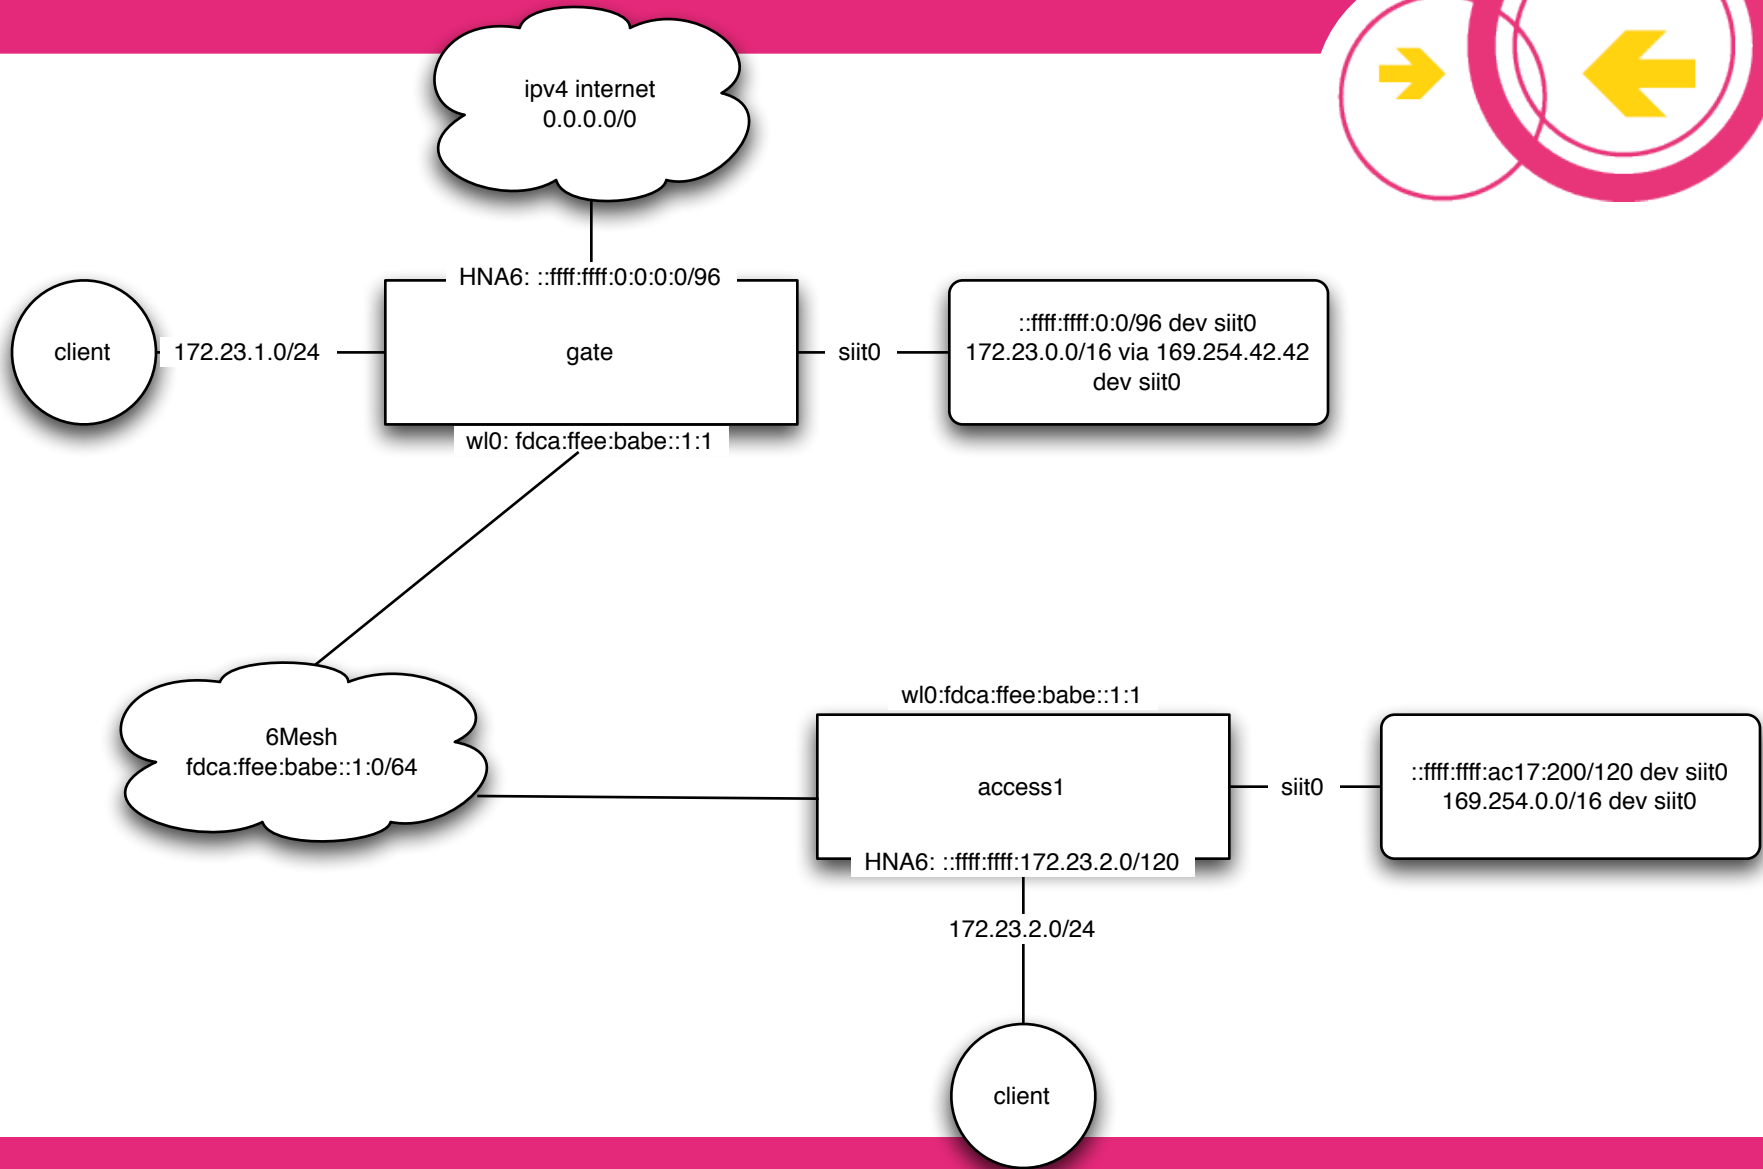 ipv4 internet
0.0.0.0/0
HNA6: ::ffff:ffff:0:0:0:0/96
client
172.23.1.0/24
gate
siit0
::ffff:ffff:0:0/96 dev siit0
172.23.0.0/16 via 169.254.42.42
dev siit0
wl0: fdca:ffee:babe::1:1
6Mesh
fdca:ffee:babe::1:0/64
wl0:fdca:ffee:babe::1:1
access1
siit0
::ffff:ffff:ac17:200/120 dev siit0
169.254.0.0/16 dev siit0
HNA6: ::ffff:ffff:172.23.2.0/120
172.23.2.0/24
client